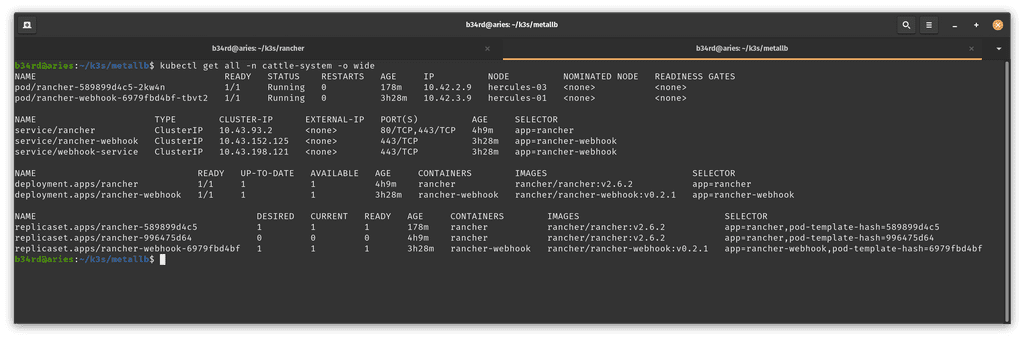 b34rd@aries: ~/k3s/metallb
b34rd@aries: ~/k3s/rancher
b34rd@aries: ~/k3s/metallb
b34rd@aries:~/k3s/metallb$ kubectl get all -n cattle-system -o wide
NAME READY STATUS RESTARTS AGE IP NODE NOMINATED NODE READINESS GATES
pod/rancher-589899d4c5-2kw4n 1/1 Running 0 178m 10.42.2.9 hercules-03 <none> <none>
pod/rancher-webhook-6979fbd4bf-tbvt2 1/1 Running 0 3h28m 10.42.3.9 hercules-01 <none> <none>
NAME TYPE CLUSTER-IP EXTERNAL-IP PORT(S) AGE SELECTOR
service/rancher ClusterIP 10.43.93.2 <none> 80/TCP,443/TCP 4h9m app=rancher
service/rancher-webhook ClusterIP 10.43.152.125 <none> 443/TCP 3h28m app=rancher-webhook
service/webhook-service ClusterIP 10.43.198.121 <none> 443/TCP 3h28m app=rancher-webhook
NAME READY UP-TO-DATE AVAILABLE AGE CONTAINERS IMAGES SELECTOR
deployment.apps/rancher 1/1 1 1 4h9m rancher rancher/rancher:v2.6.2 app=rancher
deployment.apps/rancher-webhook 1/1 1 1 3h28m rancher-webhook rancher/rancher-webhook:v0.2.1 app=rancher-webhook
NAME DESIRED CURRENT READY AGE CONTAINERS IMAGES SELECTOR
replicaset.apps/rancher-589899d4c5 1 1 1 178m rancher rancher/rancher:v2.6.2 app=rancher,pod-template-hash=589899d4c5
replicaset.apps/rancher-996475d64 0 0 0 4h9m rancher rancher/rancher:v2.6.2 app=rancher,pod-template-hash=996475d64
replicaset.apps/rancher-webhook-6979fbd4bf 1 1 1 3h28m rancher-webhook rancher/rancher-webhook:v0.2.1 app=rancher-webhook,pod-template-hash=6979fbd4bf
b34rd@aries:~/k3s/metallb$